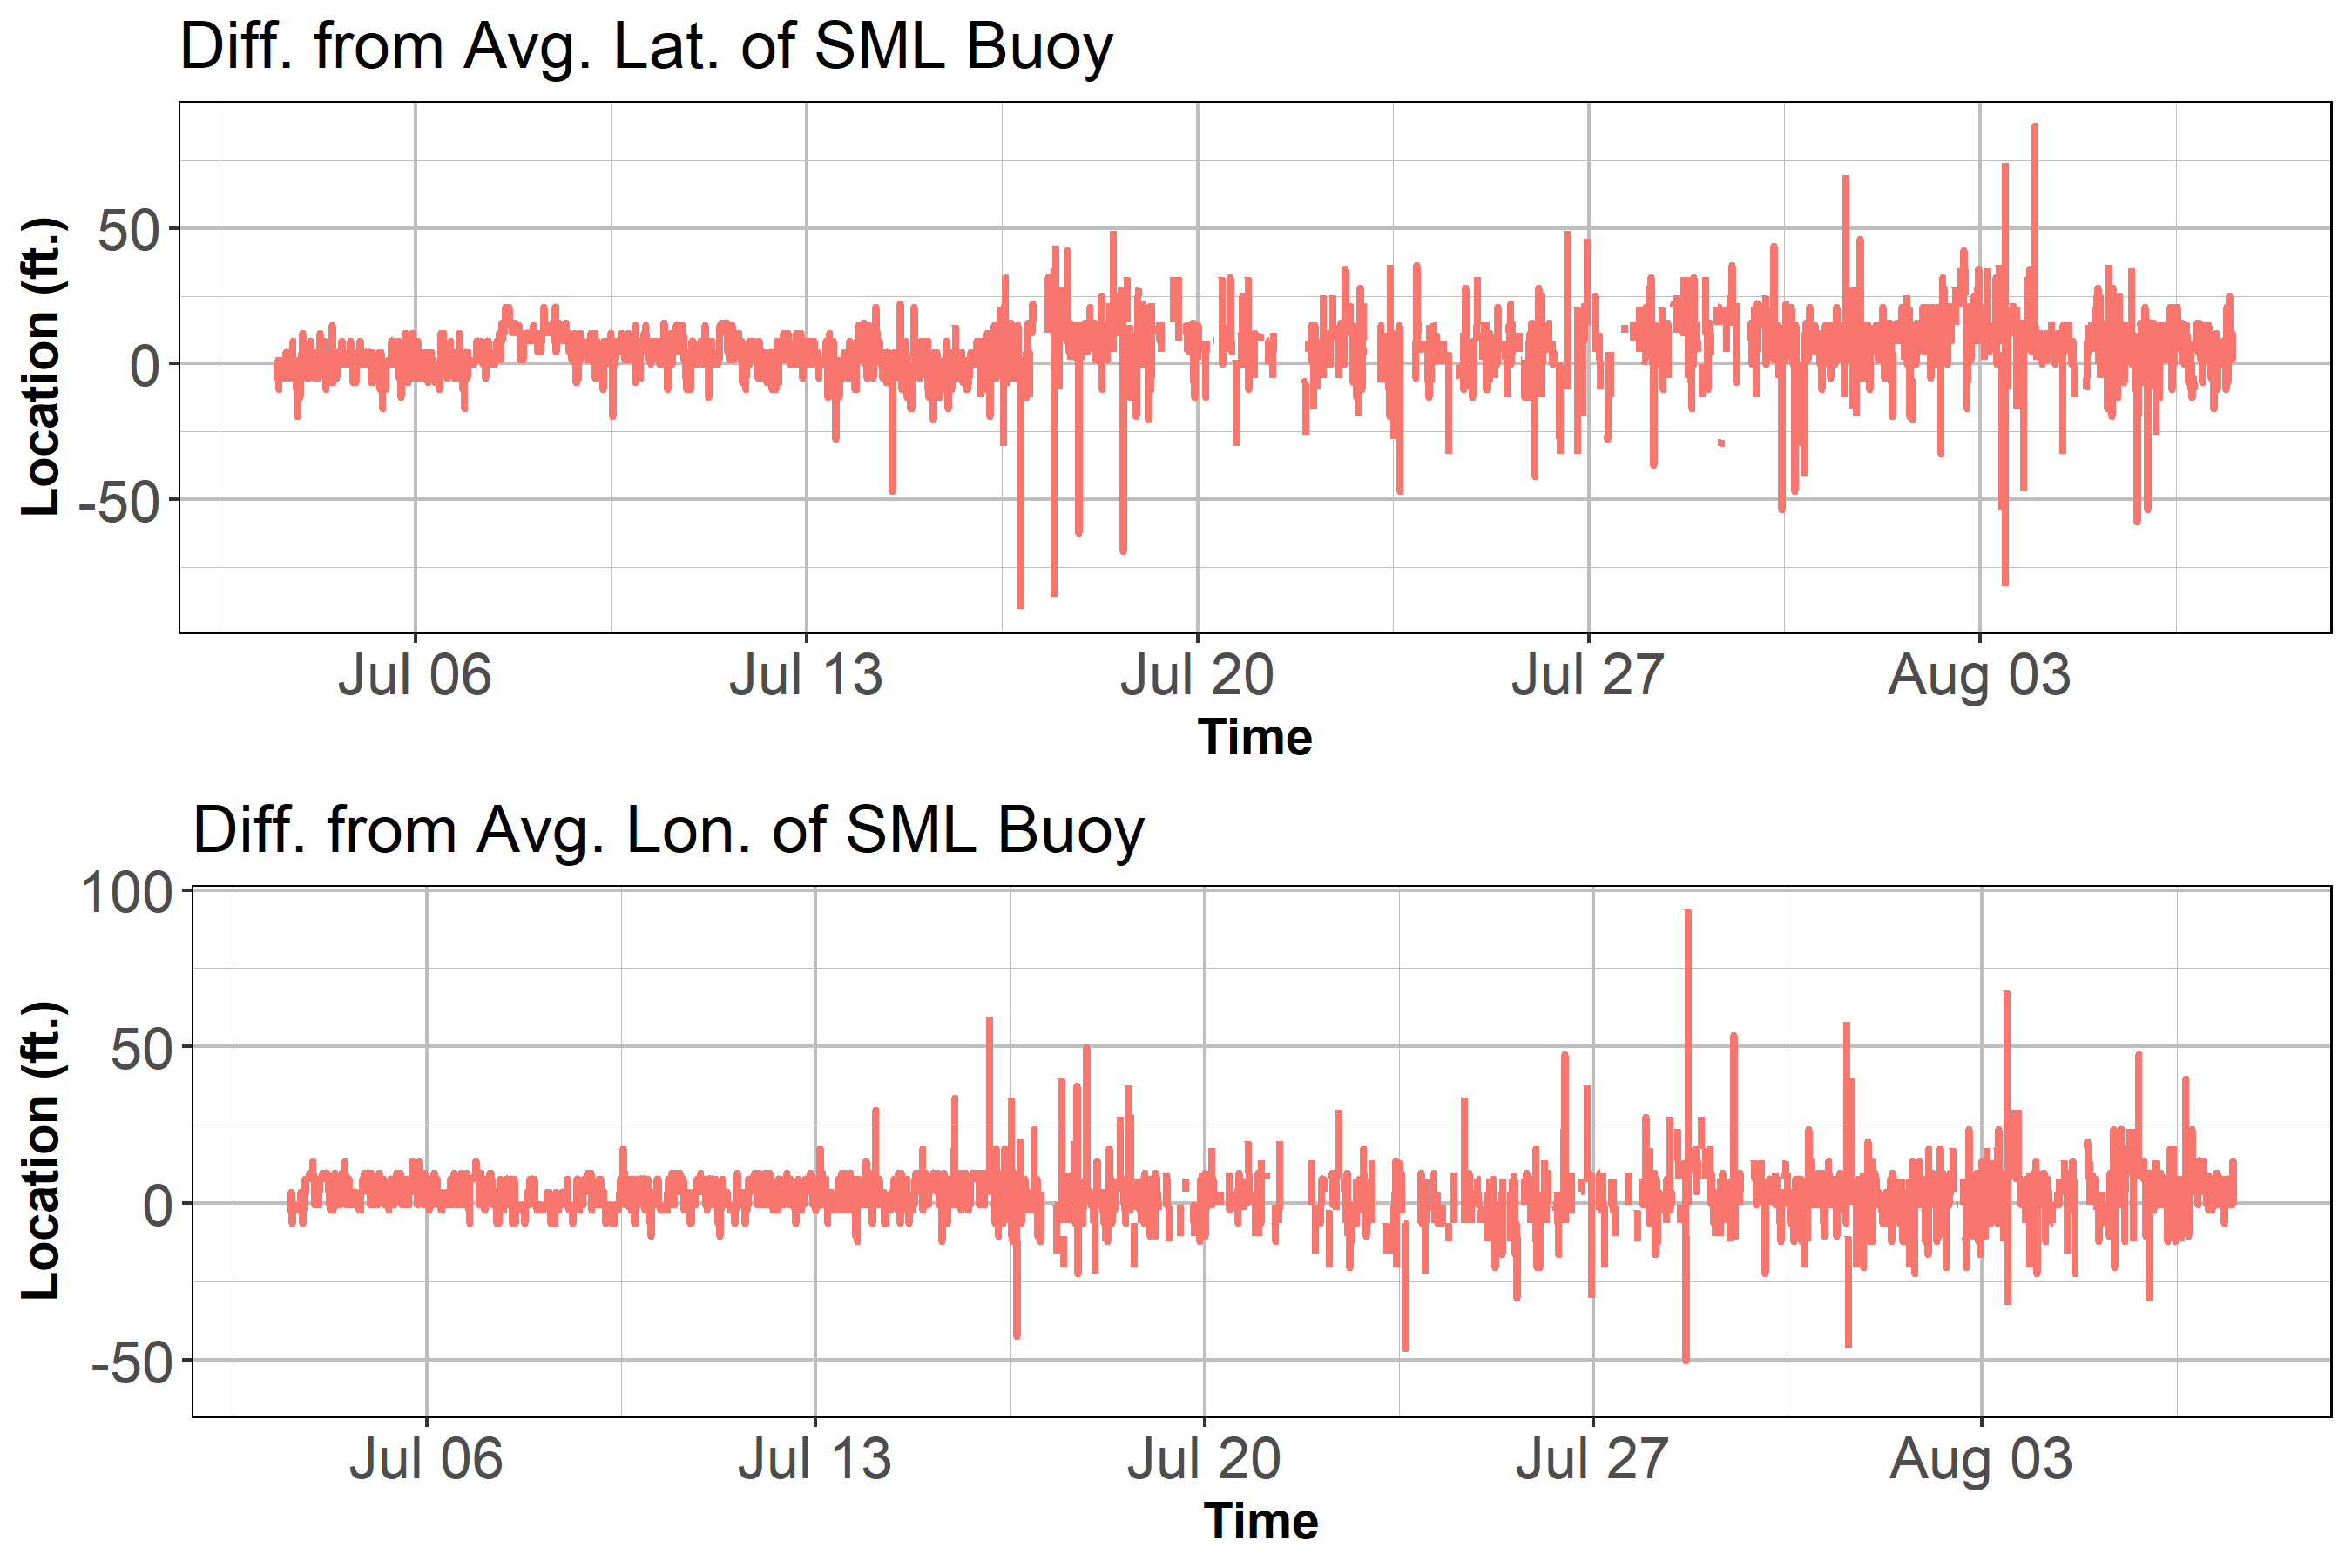 Diff. from Avg. Lat. of SML Buoy
Location (ft.)
50
0
-50
Jul 06 Jul 13 Jul 20 Jul 27 Aug 03
Time
Diff. from Avg. Lon. of SML Buoy
Location (ft.)
100
50
0
-50
Jul 06 Jul 13 Jul 20 Jul 27 Aug 03
Time